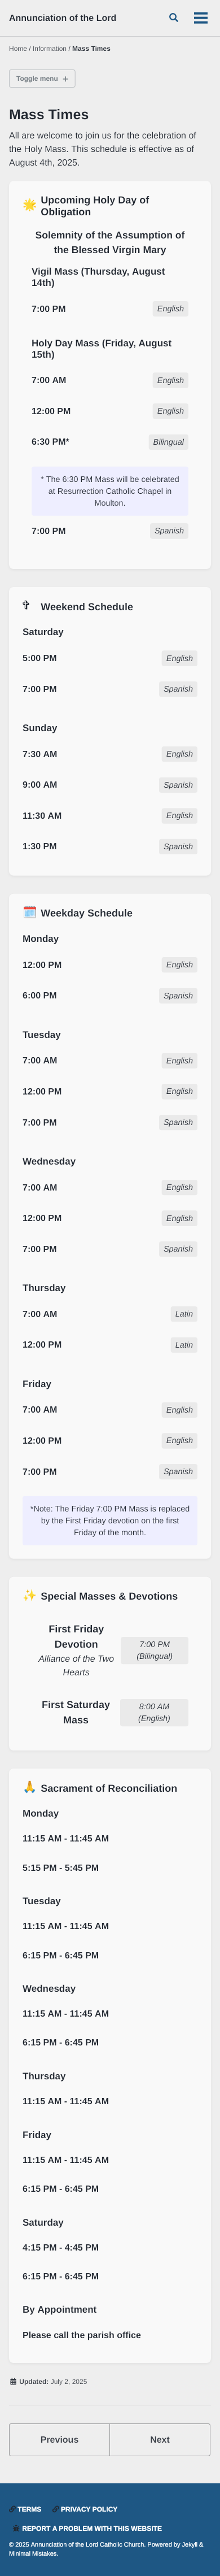 Annunciation of the Lord
Home / Information / Mass Times
Toggle menu +
Mass Times
All are welcome to join us for the celebration of
the Holy Mass. This schedule is effective as of
August 4th, 2025.
Upcoming Holy Day of
Obligation
Solemnity of the Assumption of
the Blessed Virgin Mary
Vigil Mass (Thursday, August
14th)
7:00 PM English
Holy Day Mass (Friday, August
15th)
7:00 AM English
12:00 PM English
6:30 PM* Bilingual
* The 6:30 PM Mass will be celebrated
at Resurrection Catholic Chapel in
Moulton.
7:00 PM Spanish
Weekend Schedule
Saturday
5:00 PM English
7:00 PM Spanish
Sunday
7:30 AM English
9:00 AM Spanish
11:30 AM English
1:30 PM Spanish
Weekday Schedule
Monday
12:00 PM English
6:00 PM Spanish
Tuesday
7:00 AM English
12:00 PM English
7:00 PM Spanish
Wednesday
7:00 AM English
12:00 PM English
7:00 PM Spanish
Thursday
7:00 AM Latin
12:00 PM Latin
Friday
7:00 AM English
12:00 PM English
7:00 PM Spanish
*Note: The Friday 7:00 PM Mass is replaced
by the First Friday devotion on the first
Friday of the month.
Special Masses & Devotions
First Friday
Devotion
Alliance of the Two
Hearts
7:00 PM
(Bilingual)
First Saturday
Mass
8:00 AM
(English)
Sacrament of Reconciliation
Monday
11:15 AM - 11:45 AM
5:15 PM - 5:45 PM
Tuesday
11:15 AM - 11:45 AM
6:15 PM - 6:45 PM
Wednesday
11:15 AM - 11:45 AM
6:15 PM - 6:45 PM
Thursday
11:15 AM - 11:45 AM
Friday
11:15 AM - 11:45 AM
6:15 PM - 6:45 PM
Saturday
4:15 PM - 4:45 PM
6:15 PM - 6:45 PM
By Appointment
Please call the parish office
Updated: July 2, 2025
Previous Next
TERMS PRIVACY POLICY
REPORT A PROBLEM WITH THIS WEBSITE
© 2025 Annunciation of the Lord Catholic Church. Powered by Jekyll &
Minimal Mistakes.